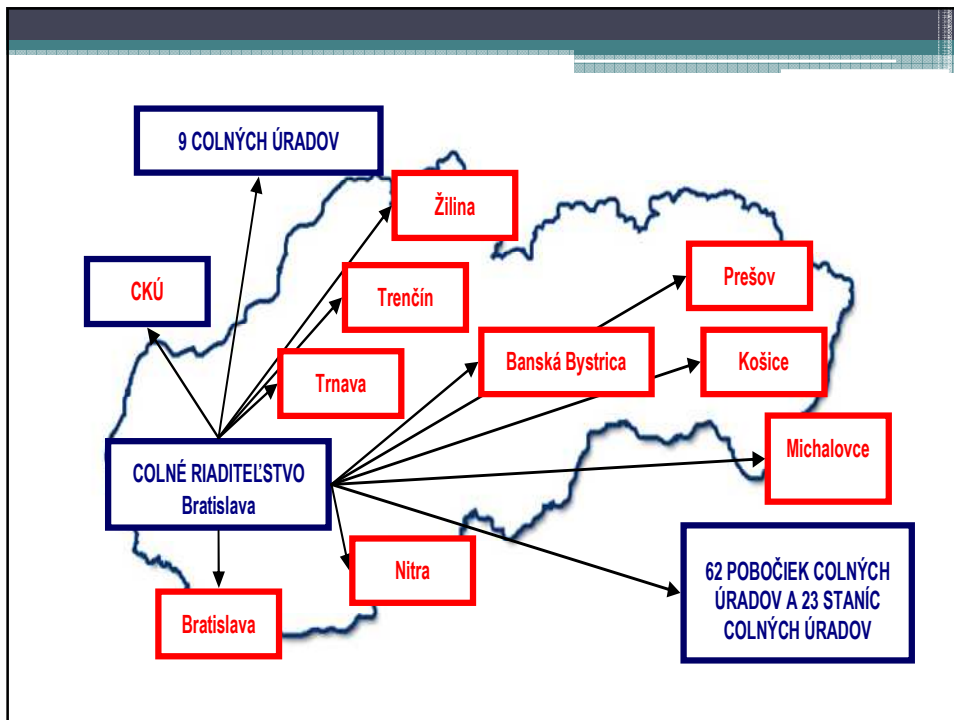 9 COLNÝCH ÚRADOV
Žilina
CKÚ
Trenčín
Prešov
Trnava
Banská Bystrica
Košice
Michalovce
COLNÉ RIADITEĽSTVO
Bratislava
Nitra
62 POBOČIEK COLNÝCH
ÚRADOV A 23 STANÍC
COLNÝCH ÚRADOV
Bratislava